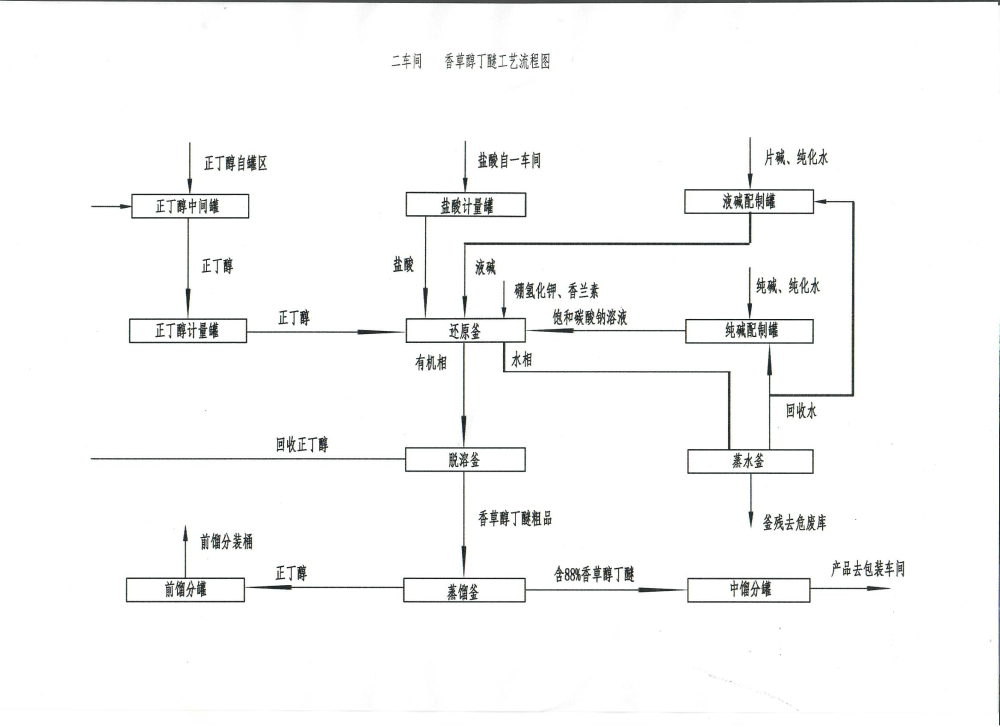 二车间 香草醇丁醚工艺流程图
正丁醇自罐区
盐酸自一车间
片碱、纯化水
正丁醇中间罐
盐酸计量罐
液碱配制罐
正丁醇
盐酸
液碱
硼氢化钾、香兰素
纯碱、纯化水
正丁醇计量罐
正丁醇
还原釜
饱和碳酸钠溶液
纯碱配制罐
有机相
水相
回收水
回收正丁醇
脱溶釜
蒸水釜
香草醇丁醚粗品
釜残去危废库
前馏分装桶
前馏分罐
正丁醇
蒸馏釜
含88%香草醇丁醚
中馏分罐
产品去包装车间